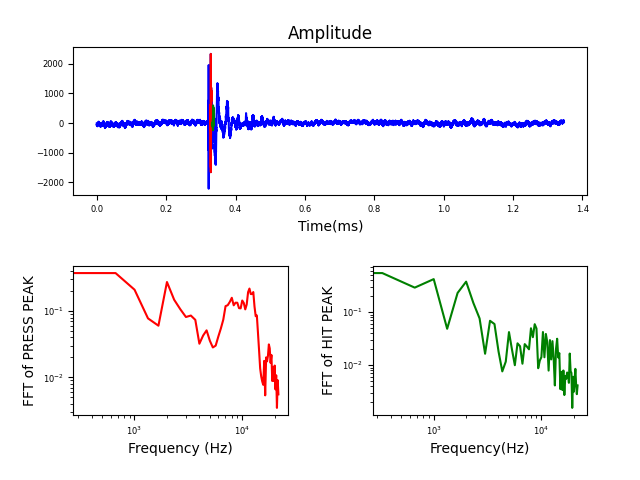 Amplitude
2000
1000
0
−1000
−2000
0.0 0.2 0.4 0.6 0.8 1.0 1.2 1.4
Time(ms)
FFT of PRESS PEAK
10⁻¹
10⁻²
10³ 10⁴
Frequency (Hz)
FFT of HIT PEAK
10⁻¹
10⁻²
10³ 10⁴
Frequency(Hz)